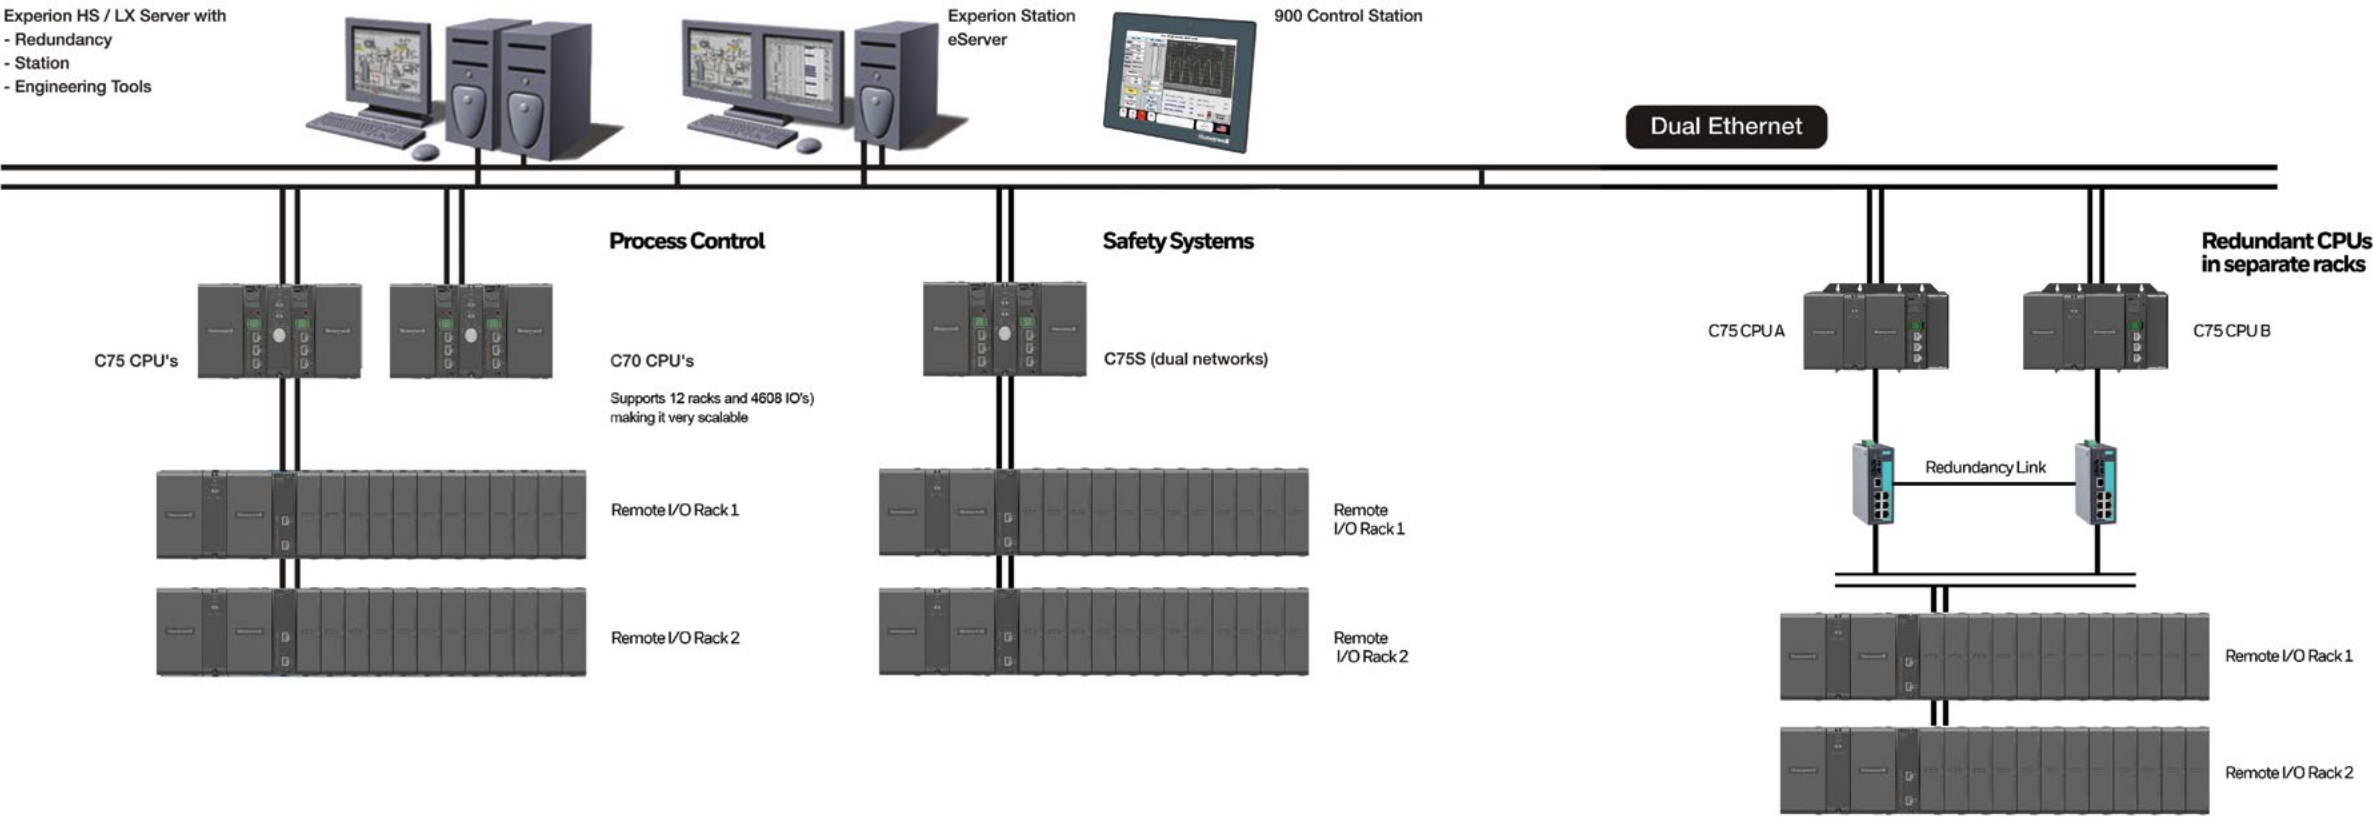 Experion HS / LX Server with
- Redundancy
- Station
- Engineering Tools
Experion Station
eServer
900 Control Station
Dual Ethernet
Process Control
Safety Systems
Redundant CPUs
in separate racks
C75 CPU's
C70 CPU's
Supports 12 racks and 4608 IO's)
making it very scalable
C75S (dual networks)
C75 CPU A
C75 CPU B
Redundancy Link
Remote I/O Rack 1
Remote
I/O Rack 1
Remote I/O Rack 2
Remote
I/O Rack 2
Remote I/O Rack 1
Remote I/O Rack 2
Honeywell